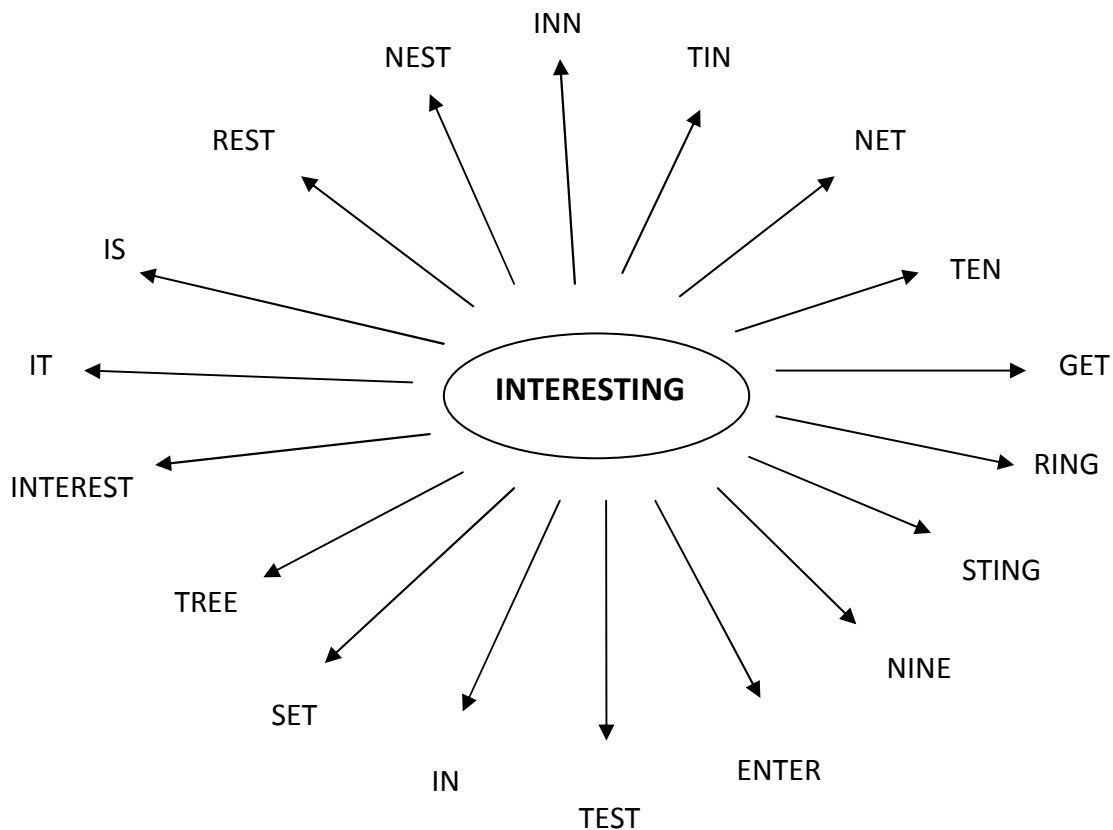 INN
NEST
TIN
REST
NET
IS
TEN
IT
GET
INTERESTING
RING
INTEREST
STING
TREE
NINE
SET
ENTER
IN
TEST